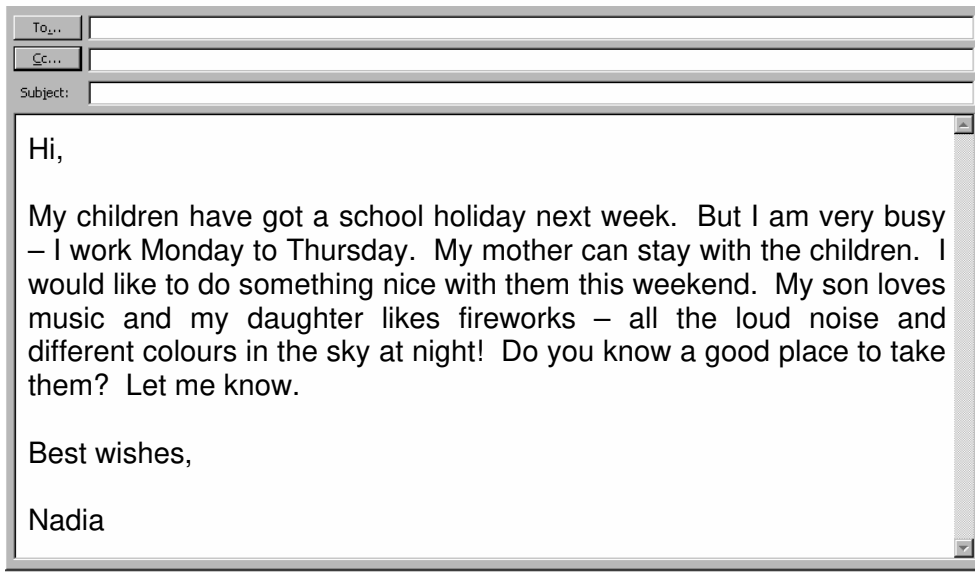 To...
Cc...
Subject:
Hi,
My children have got a school holiday next week.  But I am very busy
– I work Monday to Thursday.  My mother can stay with the children.  I
would like to do something nice with them this weekend.  My son loves
music and my daughter likes fireworks – all the loud noise and
different colours in the sky at night!  Do you know a good place to take
them?  Let me know.
Best wishes,
Nadia